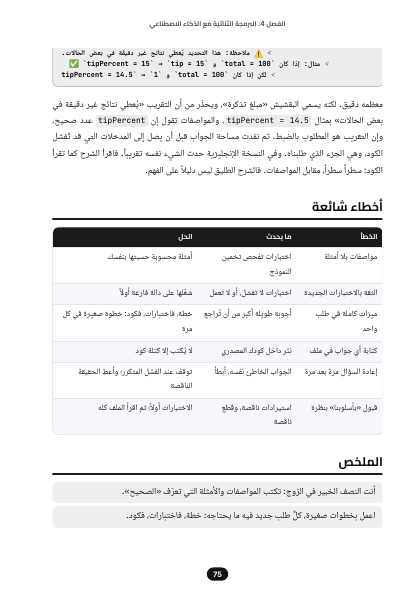 الفصل 4: البرمجة الثنائية مع الذكاء الاصطناعي
> ⚠️ ملاحظة: هذا التحديد يُعطي نتائج غير دقيقة في بعض الحالات.
> مثال: إذا كان `total = 100` و `tip = 15` → `tipPercent = 15` ✅
> لكن إذا كان `total = 100` و `1` → `tipPercent = 14.5
معظمه دقيق. لكنه يسمي البقشيش «مبلغ تذكرة»، ويحذّر من أن التقريب «يُعطي نتائج غير دقيقة في
بعض الحالات» بمثال tipPercent = 14.5، والمواصفات تقول إن tipPercent عدد صحيح،
وإن التقريب هو المطلوب بالضبط. ثم نفدت مساحة الجواب قبل أن يصل إلى المدخلات التي قد تُفشل
الكود، وهي الجزء الذي طلبناه. وفي النسخة الإنجليزية حدث الشيء نفسه تقريباً. فاقرأ الشرح كما تقرأ
الكود: سطراً سطراً، مقابل المواصفات. فالشرح الطليق ليس دليلاً على الفهم.
أخطاء شائعة
الخطأ ما يحدث الحل
مواصفات بلا أمثلة اختبارات تفحص تخمين أمثلة محسوبة حسبتها بنفسك
النموذج
الثقة بالاختبارات الجديدة اختبارات لا تفشل، أو لا تعمل شغّلها على دالة فارغة أولاً
ميزات كاملة في طلب أجوبة طويلة أكبر من أن تُراجع خطة، فاختبارات، فكود: خطوة صغيرة في كل
واحد مرة
كتابة أي جواب في ملف نثر داخل كودك المصدري لا يُكتب إلا كتلة كود
إعادة السؤال مرة بعد مرة الجواب الخاطئ نفسه، أبطأ توقف عند الفشل المتكرر؛ وأعطِ الحقيقة
الناقصة
قبول «بأسلوبنا» بنظرة استيرادات ناقصة، وقطع الاختبارات أولاً؛ ثم اقرأ الملف كله
ناقصة
الملخص
أنت النصف الخبير في الزوج: تكتب المواصفات والأمثلة التي تعرّف «الصحيح».
اعمل بخطوات صغيرة، كلُّ طلب جديد فيه ما يحتاجه: خطة، فاختبارات، فكود.
75